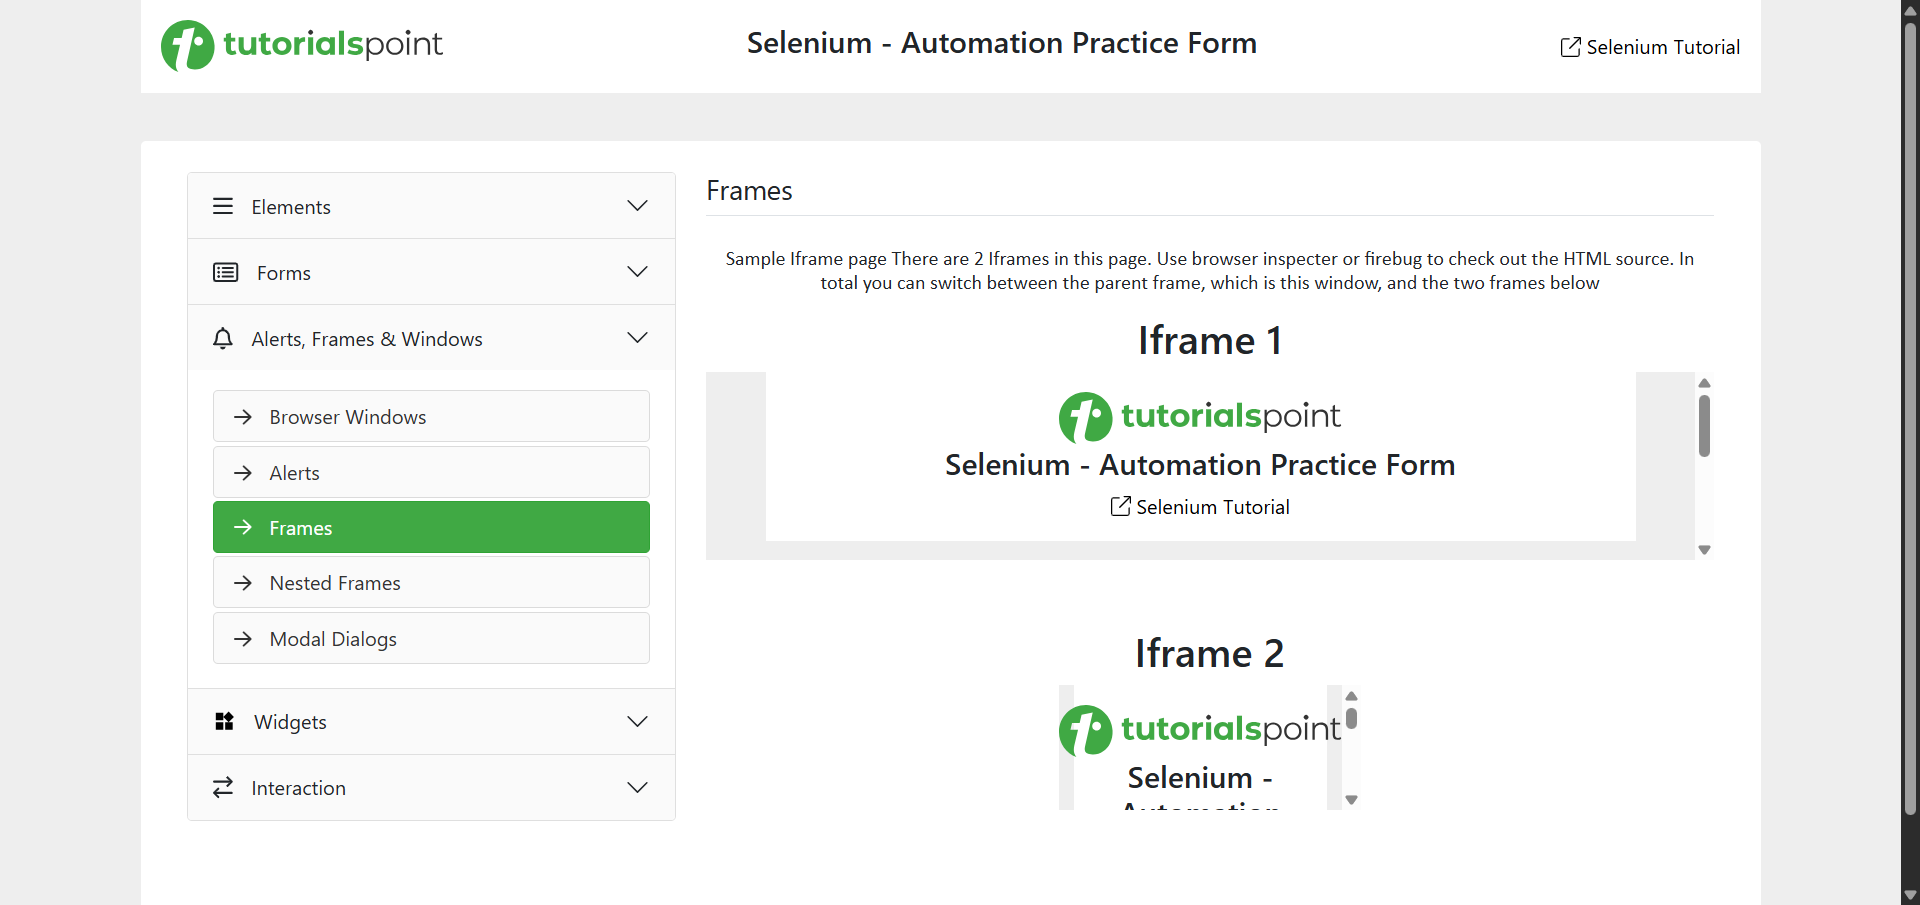 tutorialspoint
Selenium - Automation Practice Form
Selenium Tutorial
Elements
Forms
Alerts, Frames & Windows
Browser Windows
Alerts
Frames
Nested Frames
Modal Dialogs
Widgets
Interaction
Frames
Sample Iframe page There are 2 Iframes in this page. Use browser inspecter or firebug to check out the HTML source. In
total you can switch between the parent frame, which is this window, and the two frames below
Iframe 1
tutorialspoint
Selenium - Automation Practice Form
Selenium Tutorial
Iframe 2
tutorialspoint
Selenium -
Automation